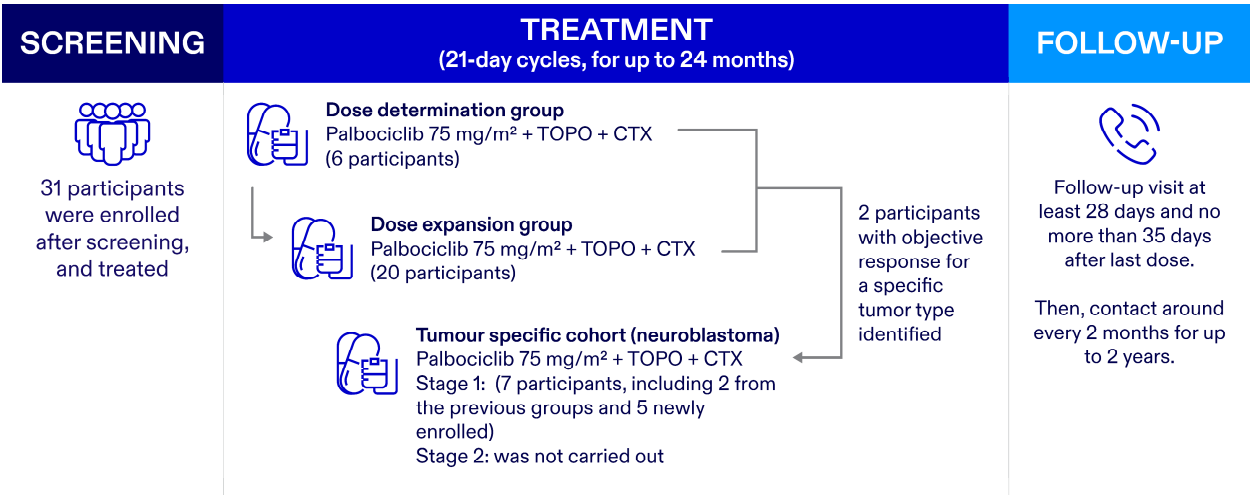 SCREENING
31 participants
were enrolled
after screening,
and treated
TREATMENT
(21-day cycles, for up to 24 months)
Dose determination group
Palbociclib 75 mg/m² + TOPO + CTX
(6 participants)
Dose expansion group
Palbociclib 75 mg/m² + TOPO + CTX
(20 participants)
2 participants
with objective
response for
a specific
tumor type
identified
Tumour specific cohort (neuroblastoma)
Palbociclib 75 mg/m² + TOPO + CTX
Stage 1: (7 participants, including 2 from
the previous groups and 5 newly
enrolled)
Stage 2: was not carried out
FOLLOW-UP
Follow-up visit at
least 28 days and no
more than 35 days
after last dose.
Then, contact around
every 2 months for up
to 2 years.